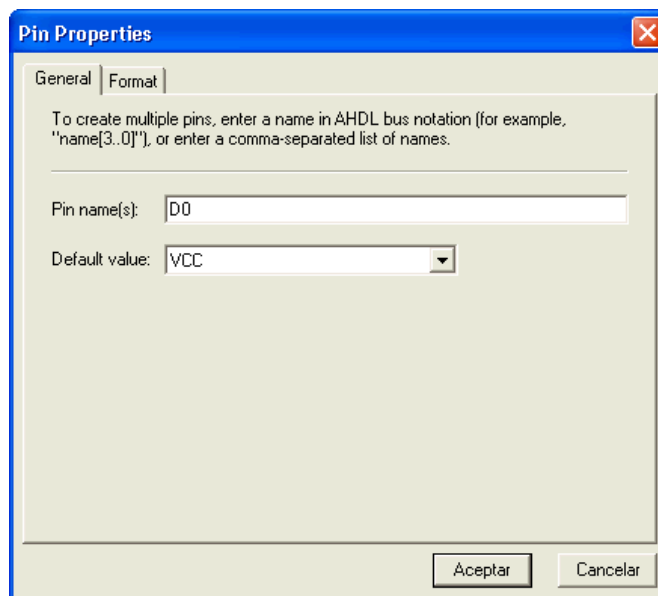 Pin Properties
General
Format
To create multiple pins, enter a name in AHDL bus notation (for example,
"name[3..0]"), or enter a comma-separated list of names.
Pin name(s):
D0
Default value:
VCC
Aceptar
Cancelar